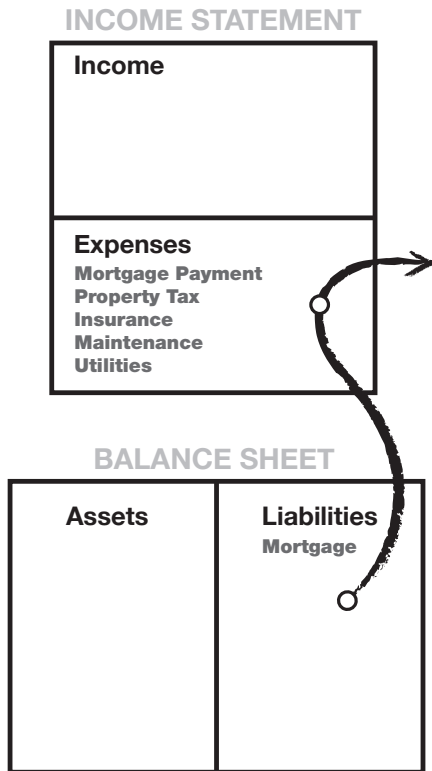 INCOME STATEMENT
Income
Expenses
Mortgage Payment
Property Tax
Insurance
Maintenance
Utilities
BALANCE SHEET
Assets
Liabilities
Mortgage